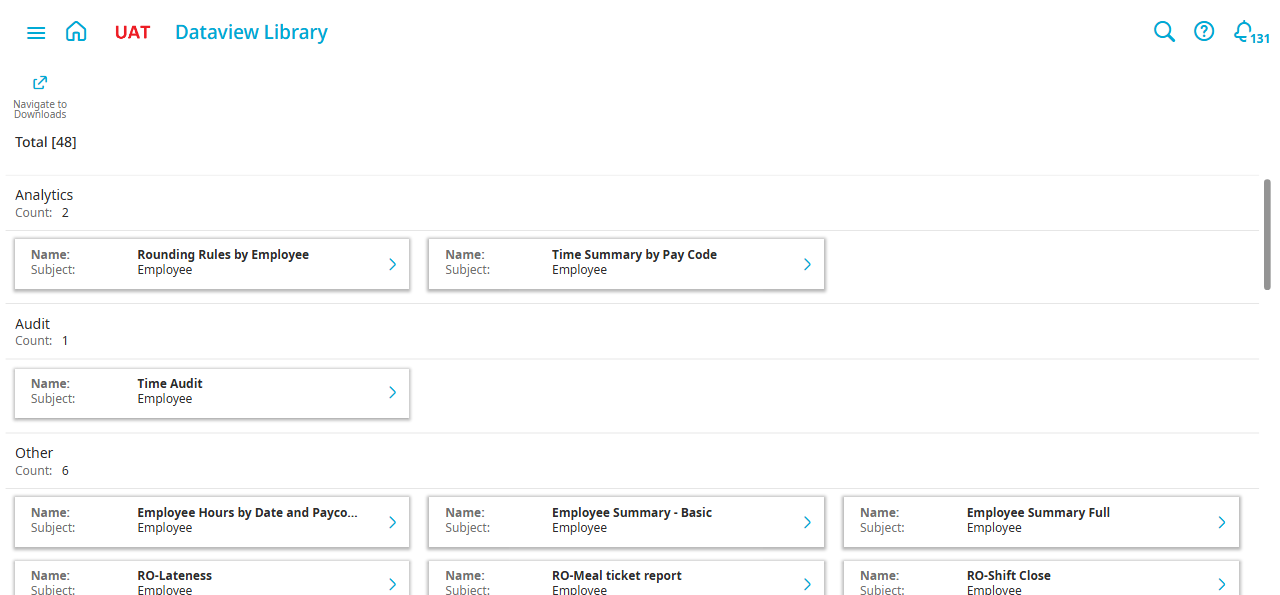 UAT Dataview Library 131
Navigate to
Downloads
Total [48]
Analytics
Count: 2
Name: Rounding Rules by Employee
Subject: Employee
Name: Time Summary by Pay Code
Subject: Employee
Audit
Count: 1
Name: Time Audit
Subject: Employee
Other
Count: 6
Name: Employee Hours by Date and Payco...
Subject: Employee
Name: Employee Summary - Basic
Subject: Employee
Name: Employee Summary Full
Subject: Employee
Name: RO-Lateness
Subject: Employee
Name: RO-Meal ticket report
Subject: Employee
Name: RO-Shift Close
Subject: Employee